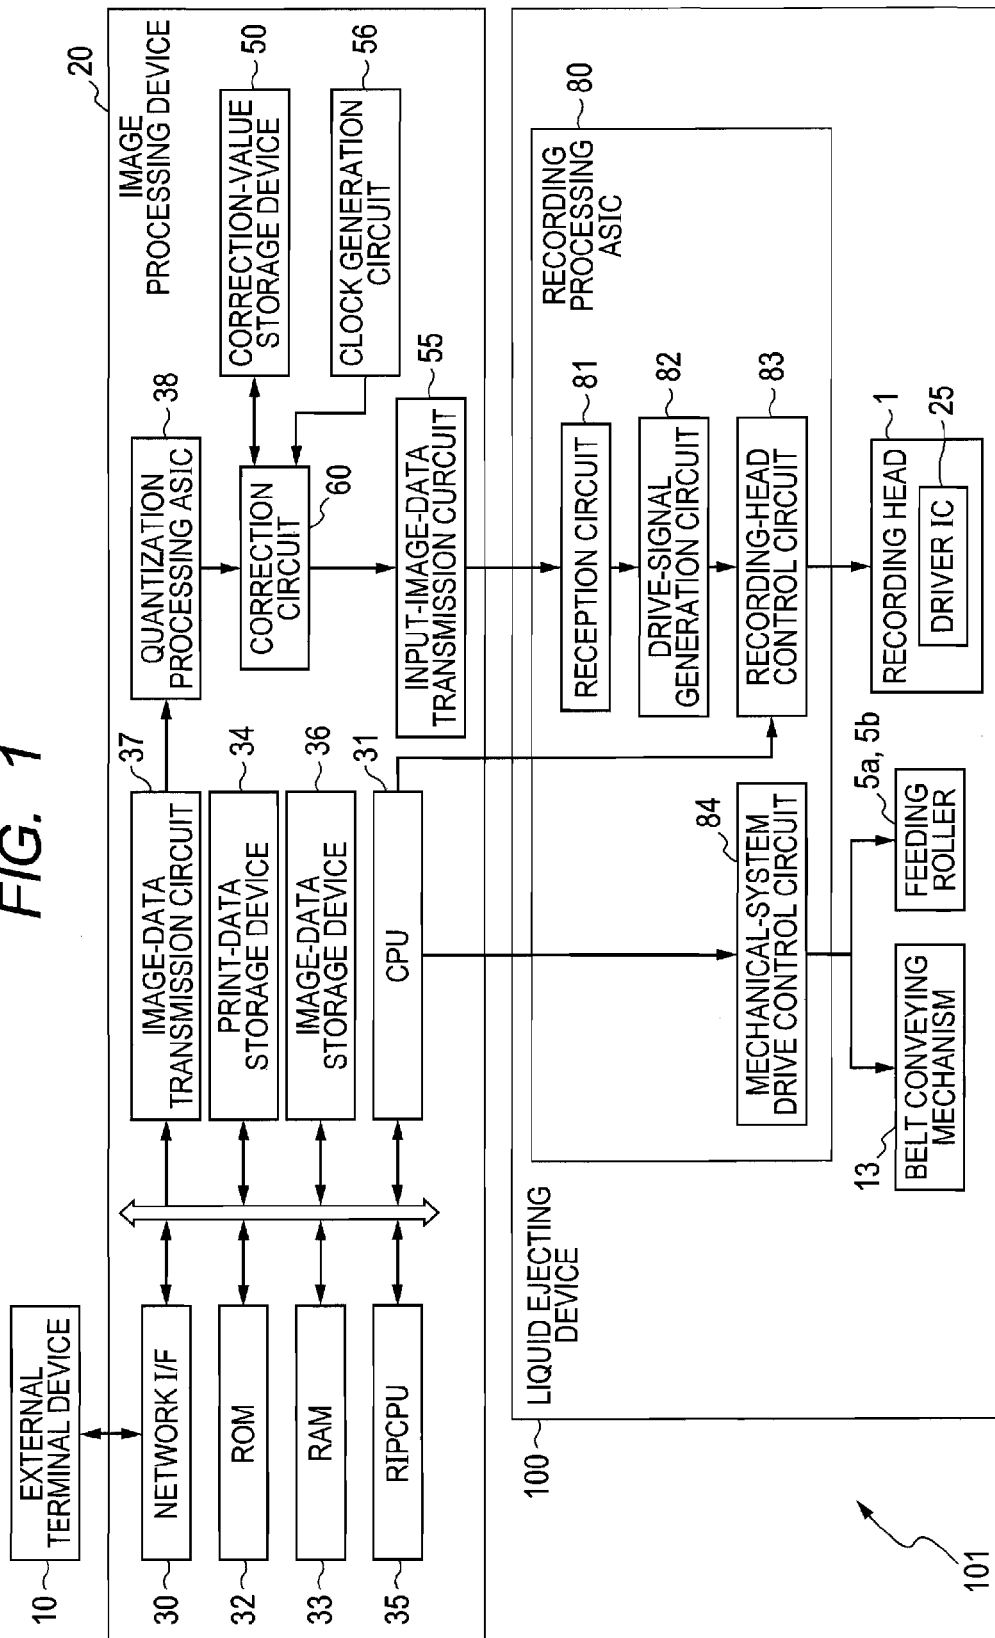 FIG. 1
10
EXTERNAL
TERMINAL DEVICE
20
IMAGE
PROCESSING DEVICE
30
NETWORK I/F
32
ROM
33
RAM
35
RIPCPU
37
IMAGE-DATA
TRANSMISSION CIRCUIT
34
PRINT-DATA
STORAGE DEVICE
36
IMAGE-DATA
STORAGE DEVICE
31
CPU
38
QUANTIZATION
PROCESSING ASIC
60
CORRECTION
CIRCUIT
50
CORRECTION-VALUE
STORAGE DEVICE
56
CLOCK GENERATION
CIRCUIT
55
INPUT-IMAGE-DATA
TRANSMISSION CURCUIT
100
LIQUID EJECTING
DEVICE
80
RECORDING
PROCESSING
ASIC
81
RECEPTION CIRCUIT
82
DRIVE-SIGNAL
GENERATION CIRCUIT
83
RECORDING-HEAD
CONTROL CIRCUIT
84
MECHANICAL-SYSTEM
DRIVE CONTROL CIRCUIT
13
BELT CONVEYING
MECHANISM
5a, 5b
FEEDING
ROLLER
1
RECORDING HEAD
25
DRIVER IC
101